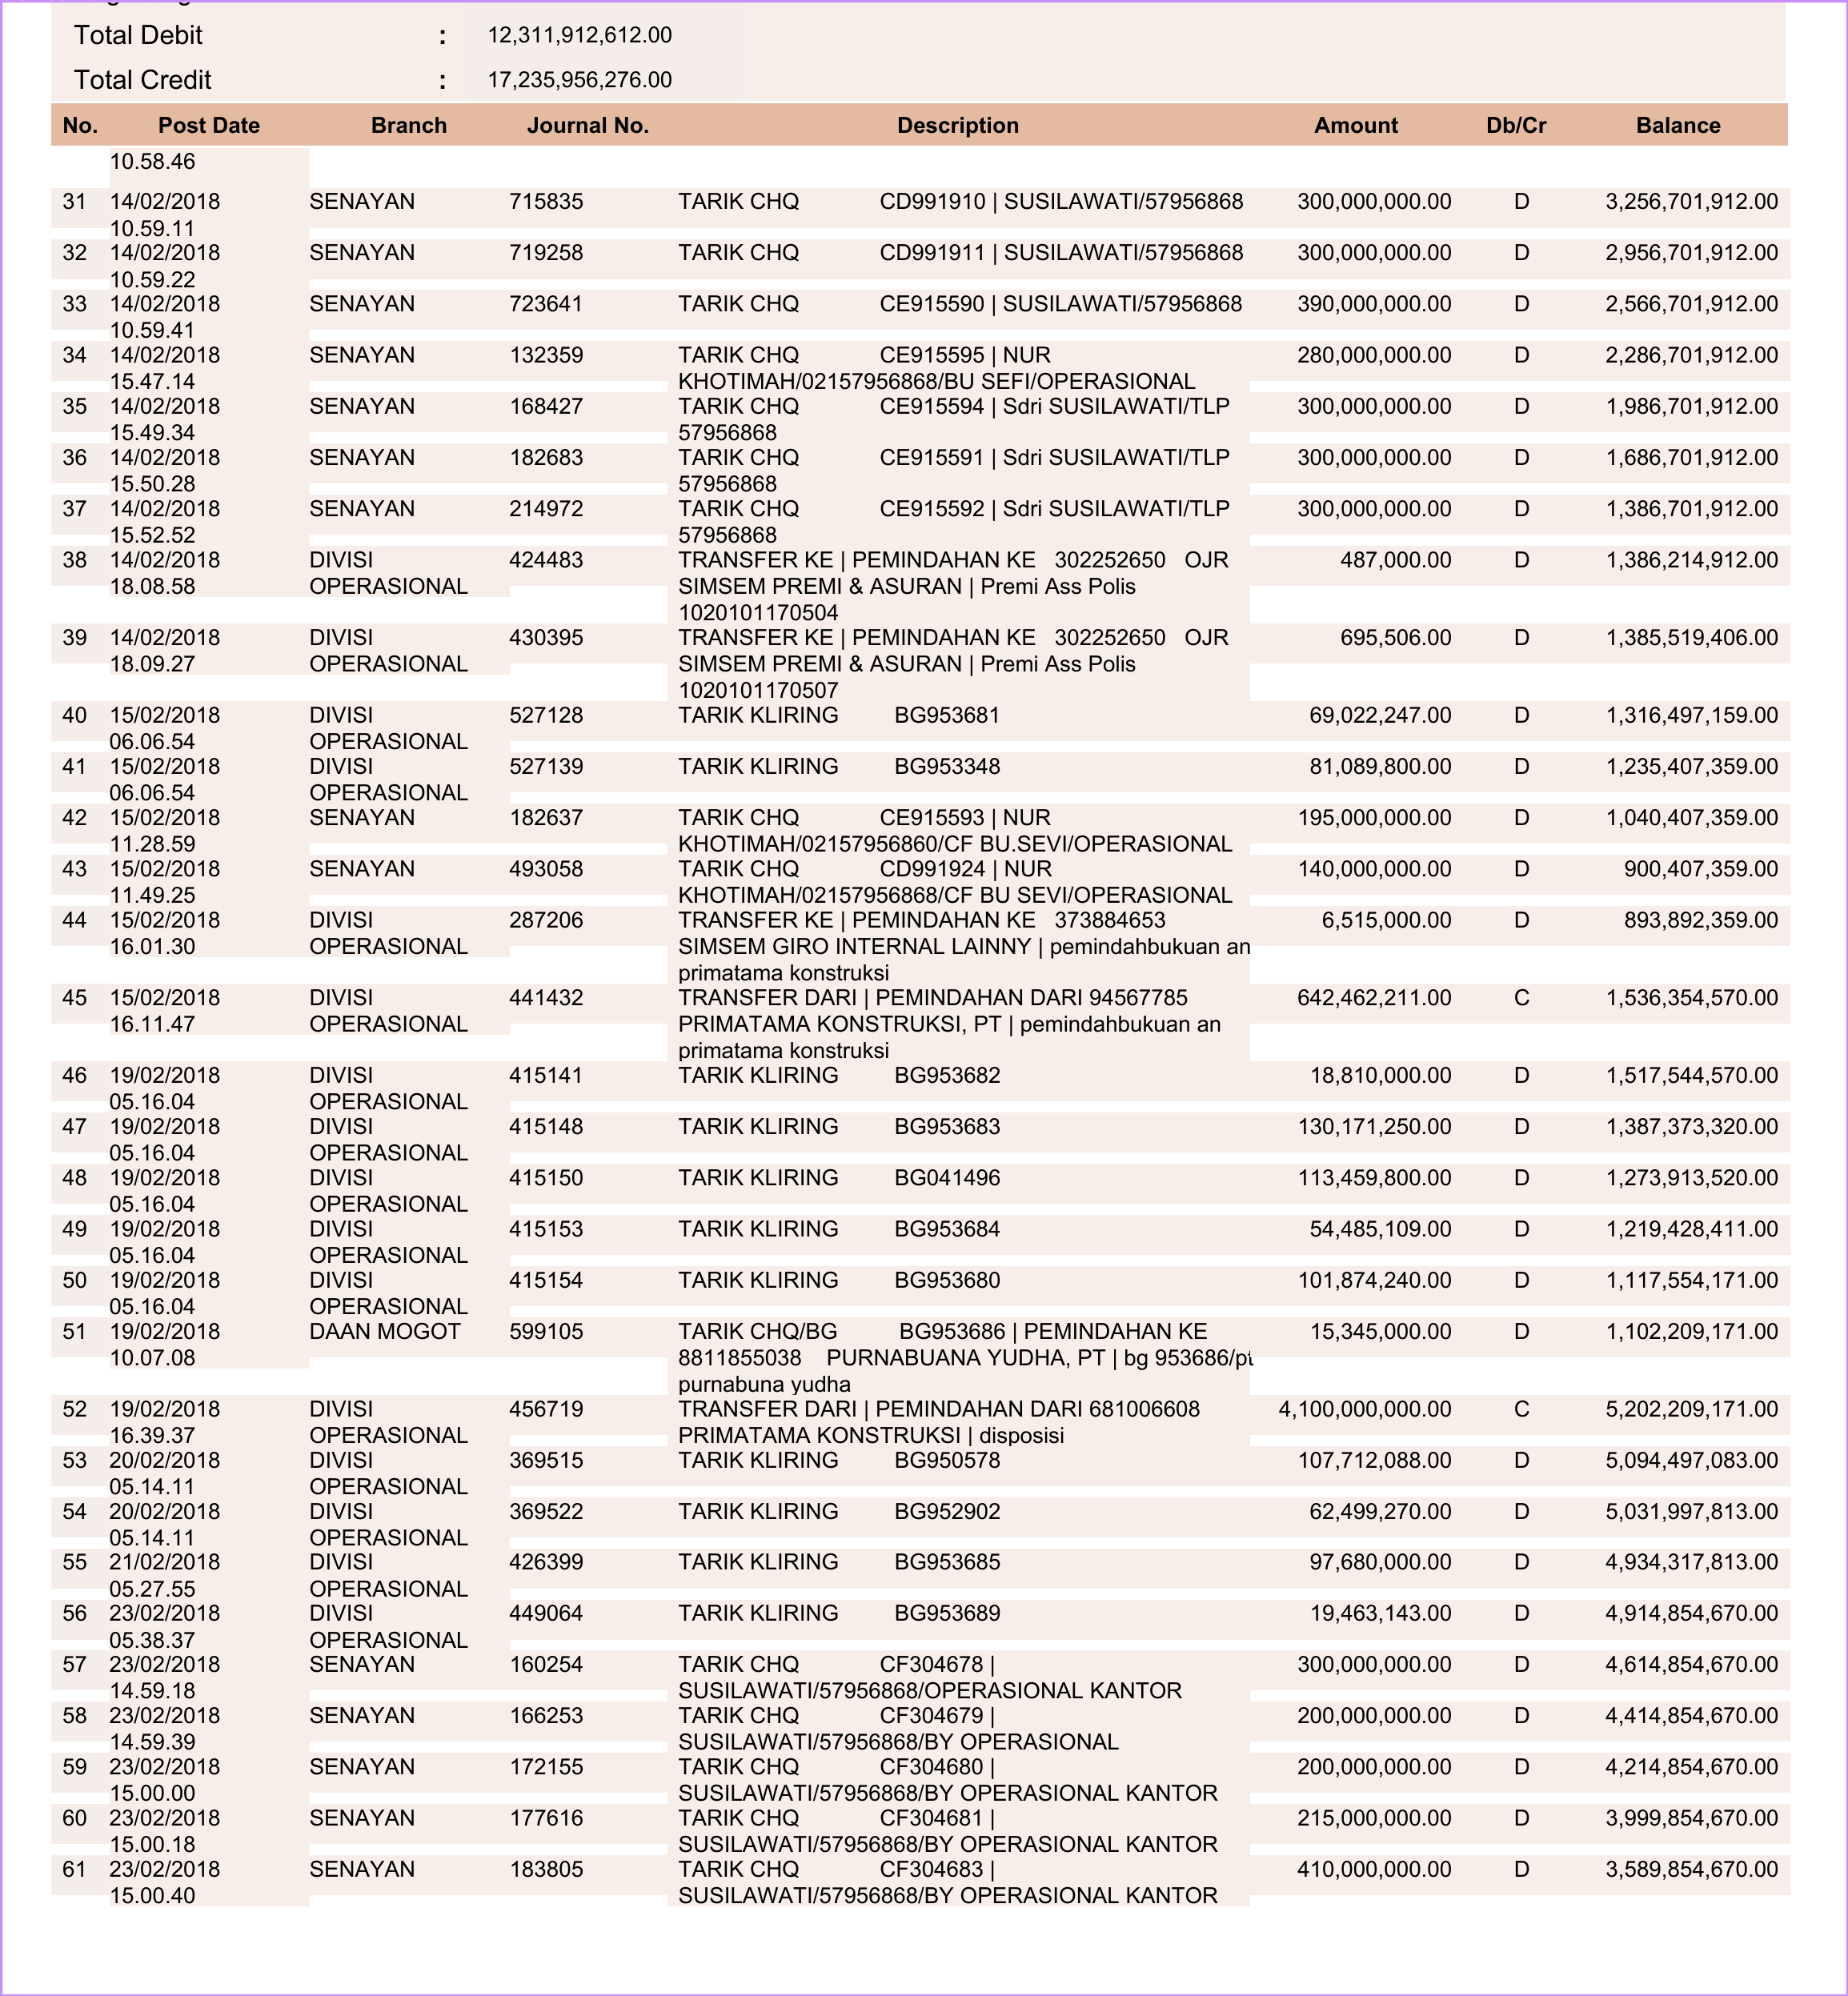 Total Debit : 12,311,912,612.00
Total Credit : 17,235,956,276.00
No. Post Date Branch Journal No. Description Amount Db/Cr Balance
10.58.46
31 14/02/2018 SENAYAN 715835 TARIK CHQ CD991910 | SUSILAWATI/57956868 300,000,000.00 D 3,256,701,912.00
10.59.11
32 14/02/2018 SENAYAN 719258 TARIK CHQ CD991911 | SUSILAWATI/57956868 300,000,000.00 D 2,956,701,912.00
10.59.22
33 14/02/2018 SENAYAN 723641 TARIK CHQ CE915590 | SUSILAWATI/57956868 390,000,000.00 D 2,566,701,912.00
10.59.41
34 14/02/2018 SENAYAN 132359 TARIK CHQ CE915595 | NUR 280,000,000.00 D 2,286,701,912.00
15.47.14 KHOTIMAH/02157956868/BU SEFI/OPERASIONAL
35 14/02/2018 SENAYAN 168427 TARIK CHQ CE915594 | Sdri SUSILAWATI/TLP 300,000,000.00 D 1,986,701,912.00
15.49.34 57956868
36 14/02/2018 SENAYAN 182683 TARIK CHQ CE915591 | Sdri SUSILAWATI/TLP 300,000,000.00 D 1,686,701,912.00
15.50.28 57956868
37 14/02/2018 SENAYAN 214972 TARIK CHQ CE915592 | Sdri SUSILAWATI/TLP 300,000,000.00 D 1,386,701,912.00
15.52.52 57956868
38 14/02/2018 DIVISI 424483 TRANSFER KE | PEMINDAHAN KE 302252650 OJR 487,000.00 D 1,386,214,912.00
18.08.58 OPERASIONAL SIMSEM PREMI & ASURAN | Premi Ass Polis
1020101170504
39 14/02/2018 DIVISI 430395 TRANSFER KE | PEMINDAHAN KE 302252650 OJR 695,506.00 D 1,385,519,406.00
18.09.27 OPERASIONAL SIMSEM PREMI & ASURAN | Premi Ass Polis
1020101170507
40 15/02/2018 DIVISI 527128 TARIK KLIRING BG953681 69,022,247.00 D 1,316,497,159.00
06.06.54 OPERASIONAL
41 15/02/2018 DIVISI 527139 TARIK KLIRING BG953348 81,089,800.00 D 1,235,407,359.00
06.06.54 OPERASIONAL
42 15/02/2018 SENAYAN 182637 TARIK CHQ CE915593 | NUR 195,000,000.00 D 1,040,407,359.00
11.28.59 KHOTIMAH/02157956860/CF BU.SEVI/OPERASIONAL
43 15/02/2018 SENAYAN 493058 TARIK CHQ CD991924 | NUR 140,000,000.00 D 900,407,359.00
11.49.25 KHOTIMAH/02157956868/CF BU SEVI/OPERASIONAL
44 15/02/2018 DIVISI 287206 TRANSFER KE | PEMINDAHAN KE 373884653 6,515,000.00 D 893,892,359.00
16.01.30 OPERASIONAL SIMSEM GIRO INTERNAL LAINNY | pemindahbukuan an
primatama konstruksi
45 15/02/2018 DIVISI 441432 TRANSFER DARI | PEMINDAHAN DARI 94567785 642,462,211.00 C 1,536,354,570.00
16.11.47 OPERASIONAL PRIMATAMA KONSTRUKSI, PT | pemindahbukuan an
primatama konstruksi
46 19/02/2018 DIVISI 415141 TARIK KLIRING BG953682 18,810,000.00 D 1,517,544,570.00
05.16.04 OPERASIONAL
47 19/02/2018 DIVISI 415148 TARIK KLIRING BG953683 130,171,250.00 D 1,387,373,320.00
05.16.04 OPERASIONAL
48 19/02/2018 DIVISI 415150 TARIK KLIRING BG041496 113,459,800.00 D 1,273,913,520.00
05.16.04 OPERASIONAL
49 19/02/2018 DIVISI 415153 TARIK KLIRING BG953684 54,485,109.00 D 1,219,428,411.00
05.16.04 OPERASIONAL
50 19/02/2018 DIVISI 415154 TARIK KLIRING BG953680 101,874,240.00 D 1,117,554,171.00
05.16.04 OPERASIONAL
51 19/02/2018 DAAN MOGOT 599105 TARIK CHQ/BG BG953686 | PEMINDAHAN KE 15,345,000.00 D 1,102,209,171.00
10.07.08 8811855038 PURNABUANA YUDHA, PT | bg 953686/pt
purnabuna yudha
52 19/02/2018 DIVISI 456719 TRANSFER DARI | PEMINDAHAN DARI 681006608 4,100,000,000.00 C 5,202,209,171.00
16.39.37 OPERASIONAL PRIMATAMA KONSTRUKSI | disposisi
53 20/02/2018 DIVISI 369515 TARIK KLIRING BG950578 107,712,088.00 D 5,094,497,083.00
05.14.11 OPERASIONAL
54 20/02/2018 DIVISI 369522 TARIK KLIRING BG952902 62,499,270.00 D 5,031,997,813.00
05.14.11 OPERASIONAL
55 21/02/2018 DIVISI 426399 TARIK KLIRING BG953685 97,680,000.00 D 4,934,317,813.00
05.27.55 OPERASIONAL
56 23/02/2018 DIVISI 449064 TARIK KLIRING BG953689 19,463,143.00 D 4,914,854,670.00
05.38.37 OPERASIONAL
57 23/02/2018 SENAYAN 160254 TARIK CHQ CF304678 | 300,000,000.00 D 4,614,854,670.00
14.59.18 SUSILAWATI/57956868/OPERASIONAL KANTOR
58 23/02/2018 SENAYAN 166253 TARIK CHQ CF304679 | 200,000,000.00 D 4,414,854,670.00
14.59.39 SUSILAWATI/57956868/BY OPERASIONAL
59 23/02/2018 SENAYAN 172155 TARIK CHQ CF304680 | 200,000,000.00 D 4,214,854,670.00
15.00.00 SUSILAWATI/57956868/BY OPERASIONAL KANTOR
60 23/02/2018 SENAYAN 177616 TARIK CHQ CF304681 | 215,000,000.00 D 3,999,854,670.00
15.00.18 SUSILAWATI/57956868/BY OPERASIONAL KANTOR
61 23/02/2018 SENAYAN 183805 TARIK CHQ CF304683 | 410,000,000.00 D 3,589,854,670.00
15.00.40 SUSILAWATI/57956868/BY OPERASIONAL KANTOR